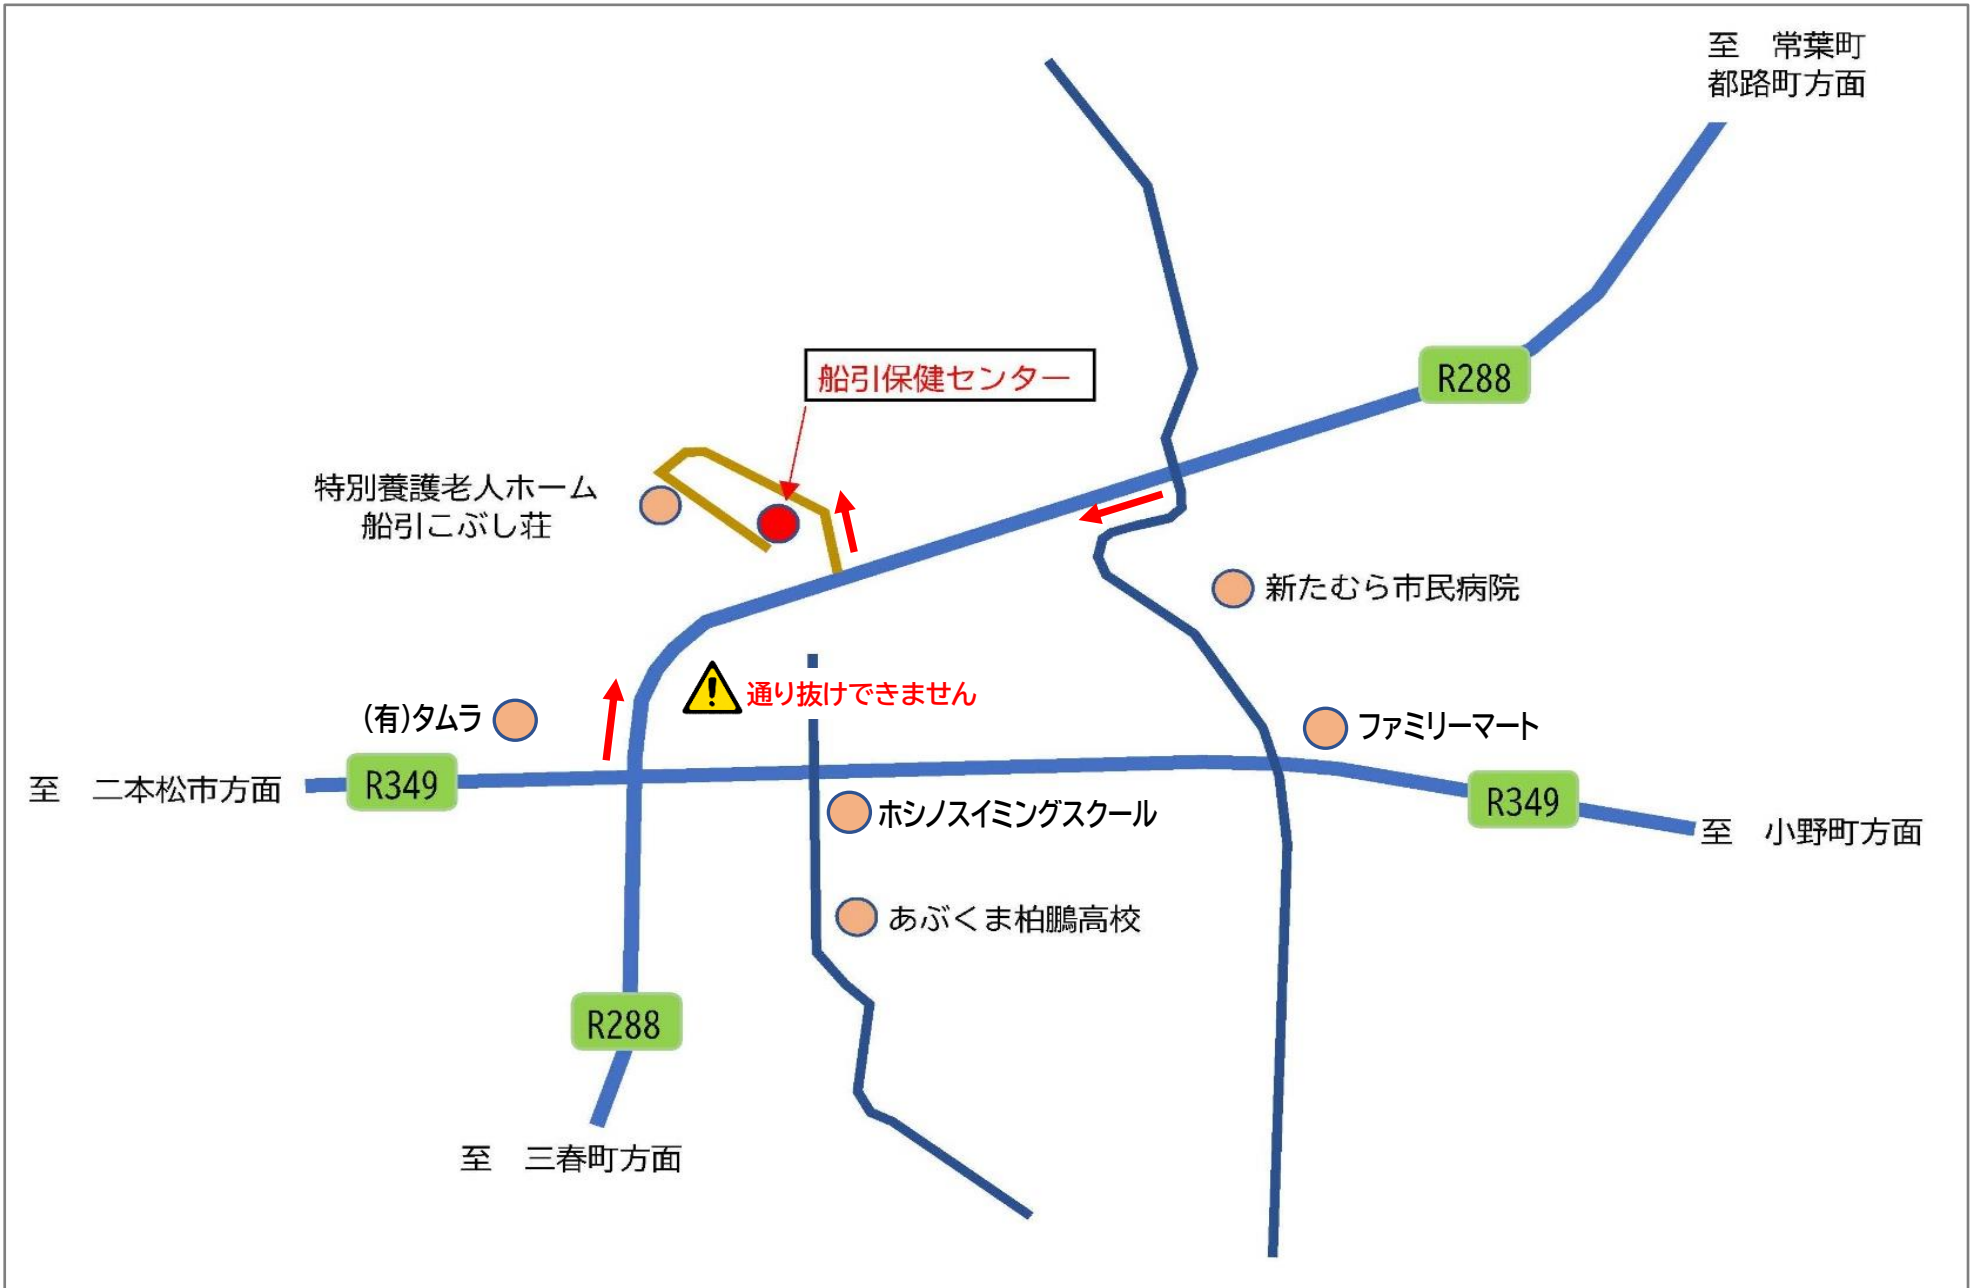 至　常葉町
都路町方面
船引保健センター
R288
特別養護老人ホーム
船引こぶし荘
新たむら市民病院
通り抜けできません
(有)タムラ
ファミリーマート
至　二本松市方面
R349
R349
ホシノスイミングスクール
至　小野町方面
あぶくま柏鵬高校
R288
至　三春町方面